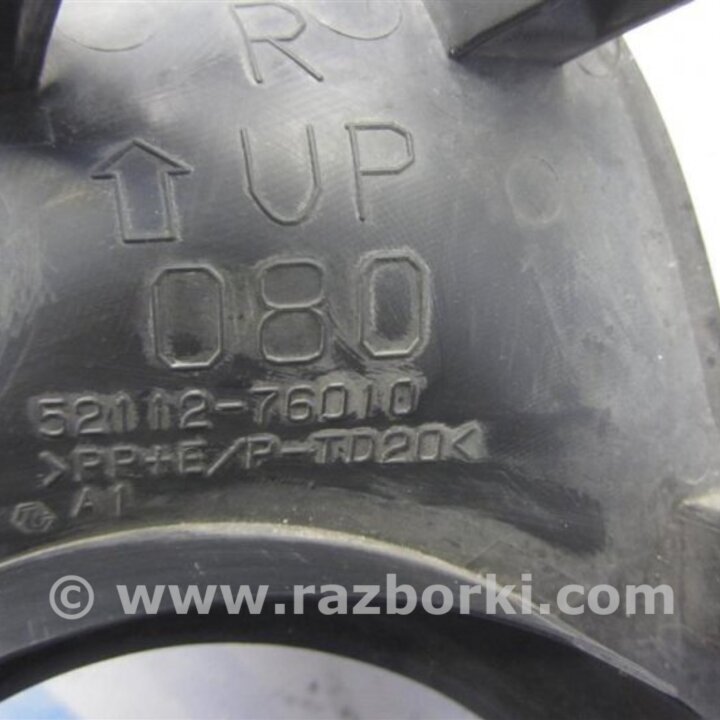 R
UP
080
52112-76010
>PP+E/P-TD20<
A1
© www.razborki.com